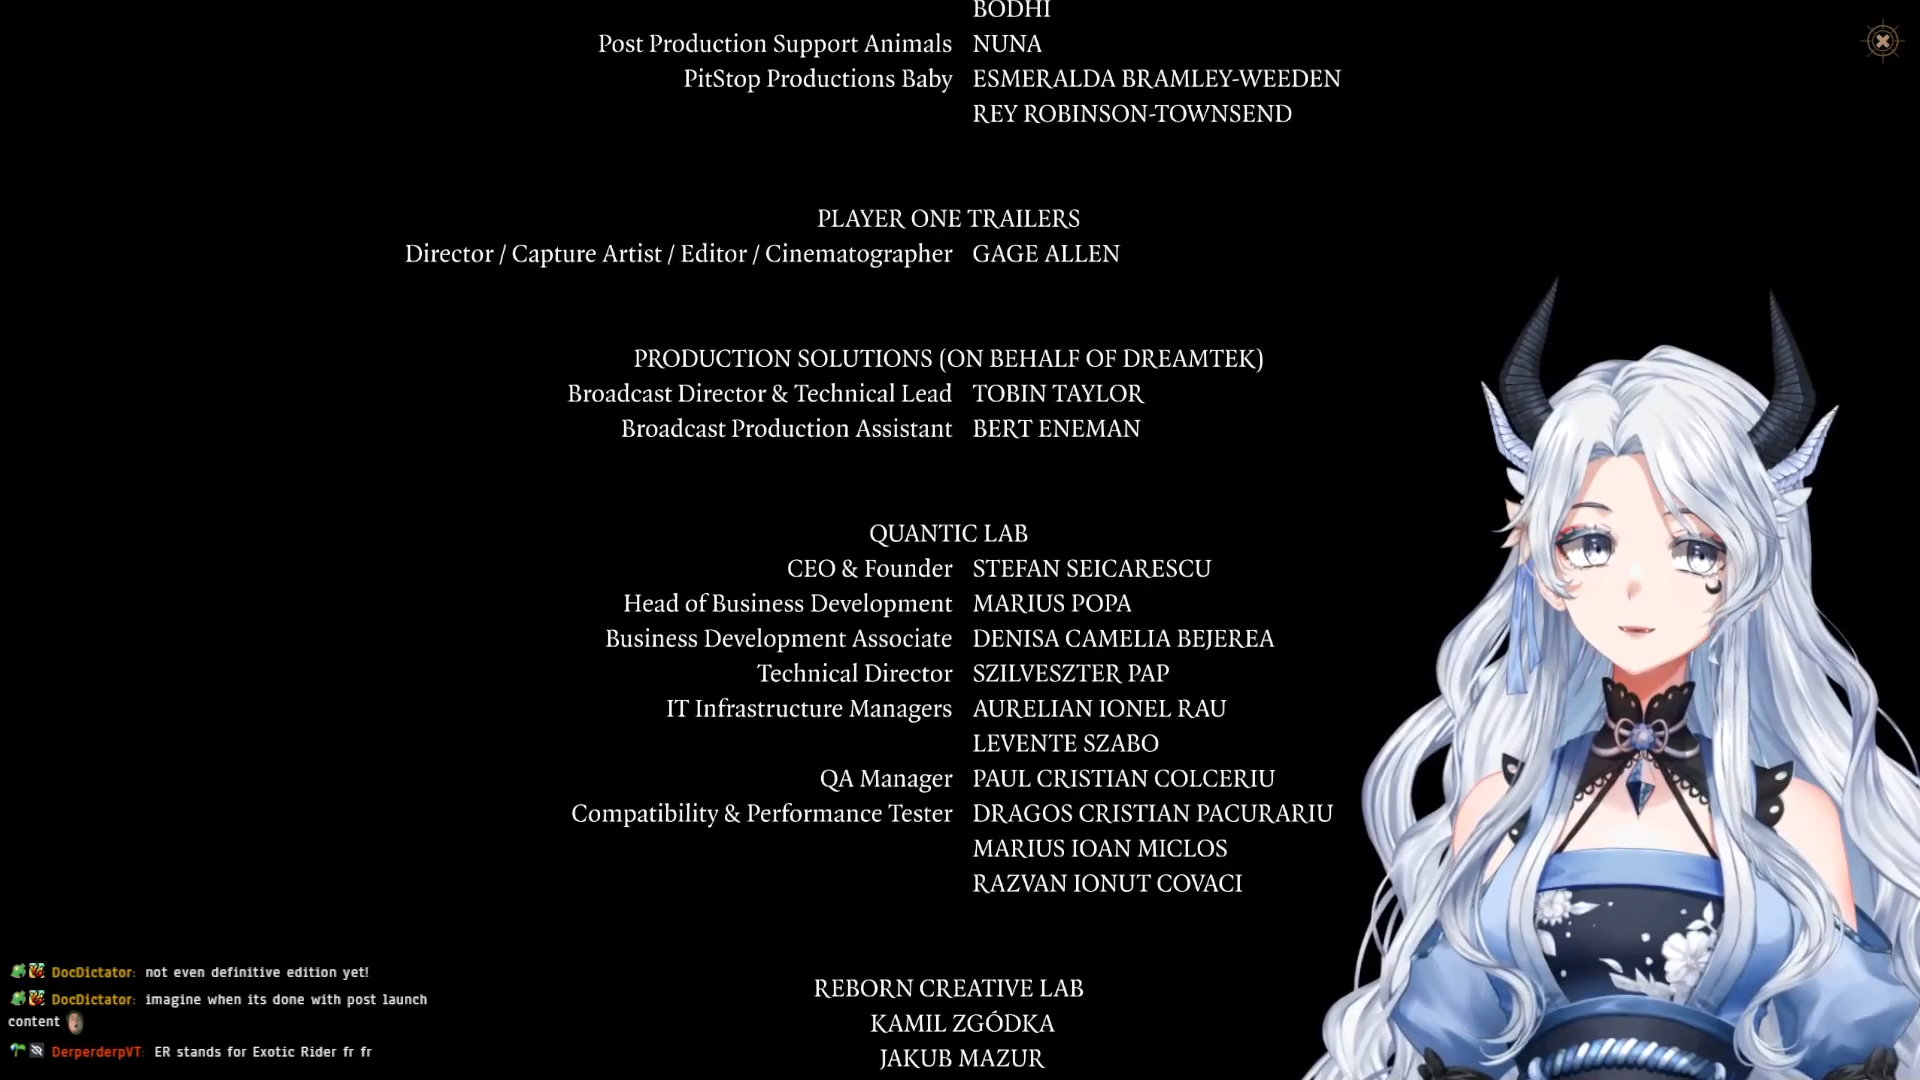 BODHI
Post Production Support Animals NUNA
PitStop Productions Baby ESMERALDA BRAMLEY-WEEDEN
REY ROBINSON-TOWNSEND
PLAYER ONE TRAILERS
Director / Capture Artist / Editor / Cinematographer GAGE ALLEN
PRODUCTION SOLUTIONS (ON BEHALF OF DREAMTEK)
Broadcast Director & Technical Lead TOBIN TAYLOR
Broadcast Production Assistant BERT ENEMAN
QUANTIC LAB
CEO & Founder STEFAN SEICARESCU
Head of Business Development MARIUS POPA
Business Development Associate DENISA CAMELIA BEJEREA
Technical Director SZILVESZTER PAP
IT Infrastructure Managers AURELIAN IONEL RAU
LEVENTE SZABO
QA Manager PAUL CRISTIAN COLCERIU
Compatibility & Performance Tester DRAGOS CRISTIAN PACURARIU
MARIUS IOAN MICLOS
RAZVAN IONUT COVACI
REBORN CREATIVE LAB
KAMIL ZGÓDKA
JAKUB MAZUR
DocDictator: not even definitive edition yet!
DocDictator: imagine when its done with post launch
content
DerperderpVT: ER stands for Exotic Rider fr fr